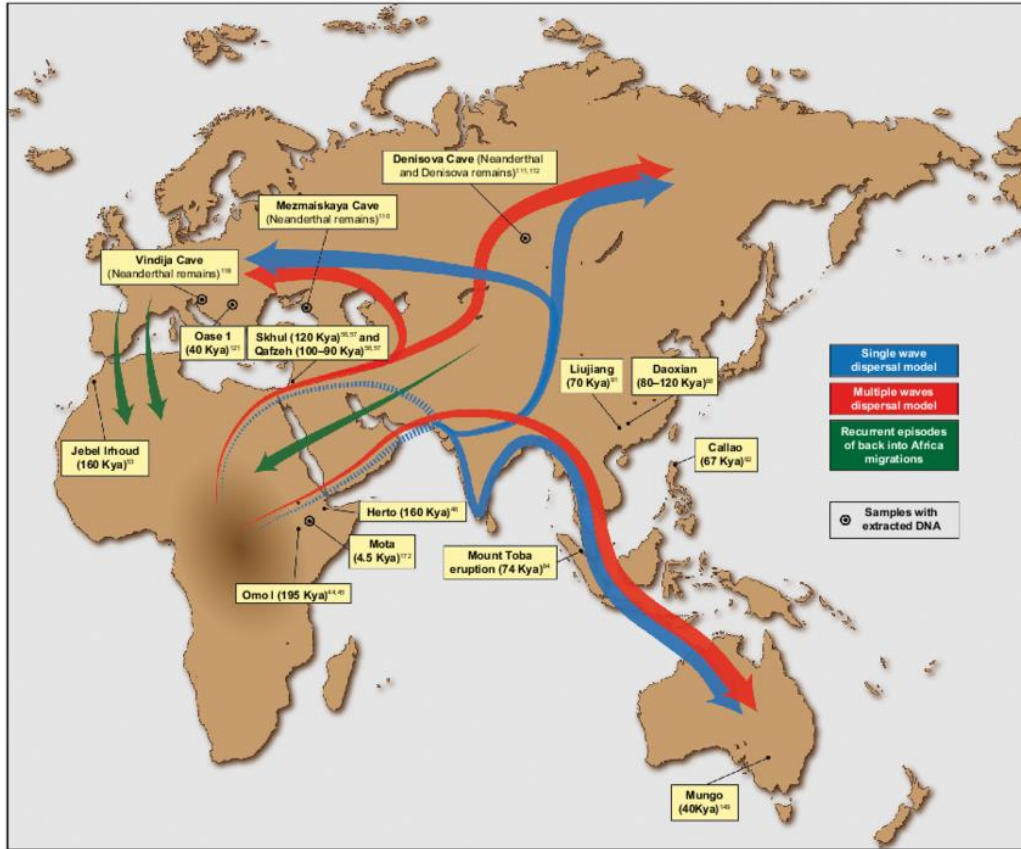 Denisova Cave (Neanderthal
and Denisova remains)111,112
Mezmaiskaya Cave
(Neanderthal remains)110
Vindija Cave
(Neanderthal remains)118
Oase 1
(40 Kya)121
Skhul (120 Kya)56,57 and
Qafzeh (100–90 Kya)56,57
Liujiang
(70 Kya)91
Daoxian
(80–120 Kya)88
Single wave
dispersal model
Multiple waves
dispersal model
Recurrent episodes
of back into Africa
migrations
Jebel Irhoud
(160 Kya)53
Callao
(67 Kya)92
Samples with
extracted DNA
Herto (160 Kya)46
Mota
(4.5 Kya)172
Mount Toba
eruption (74 Kya)84
Omo I (195 Kya)44,45
Mungo
(40Kya)149